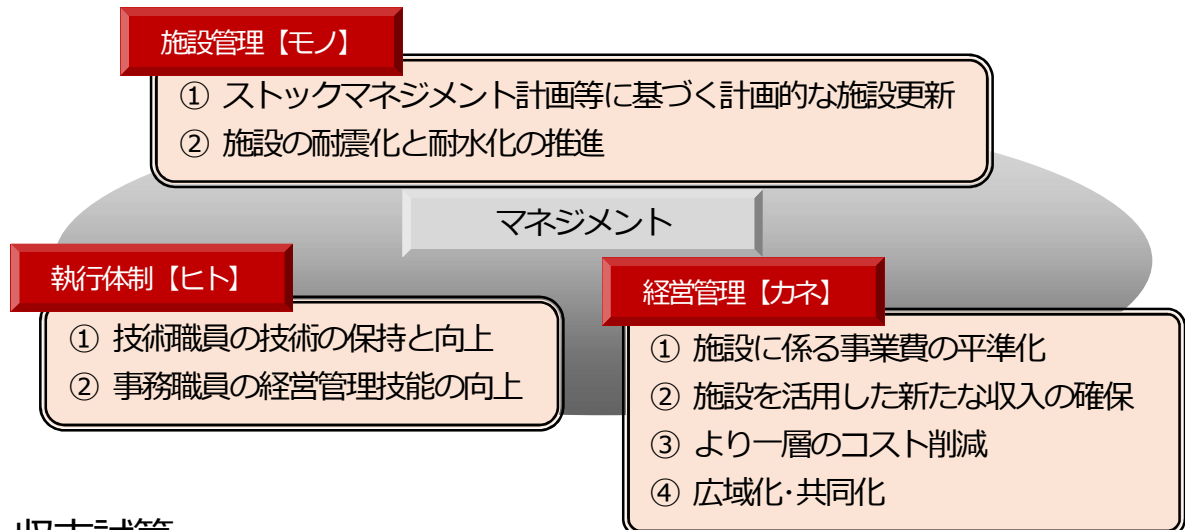 施設管理【モノ】
① ストックマネジメント計画等に基づく計画的な施設更新
② 施設の耐震化と耐水化の推進
マネジメント
執行体制【ヒト】
① 技術職員の技術の保持と向上
② 事務職員の経営管理技能の向上
経営管理【カネ】
① 施設に係る事業費の平準化
② 施設を活用した新たな収入の確保
③ より一層のコスト削減
④ 広域化・共同化